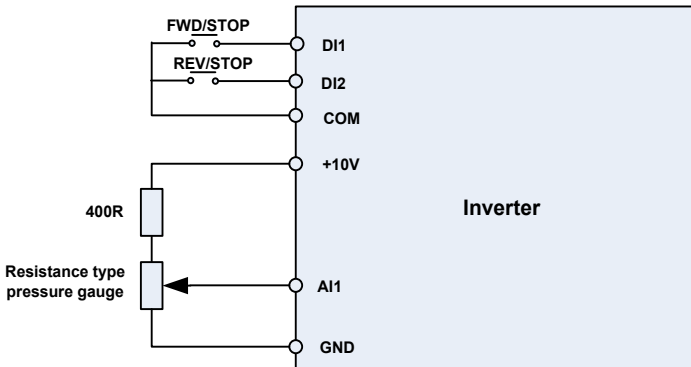 FWD/STOP
DI1
REV/STOP
DI2
COM
+10V
400R
Inverter
Resistance type
pressure gauge
AI1
GND